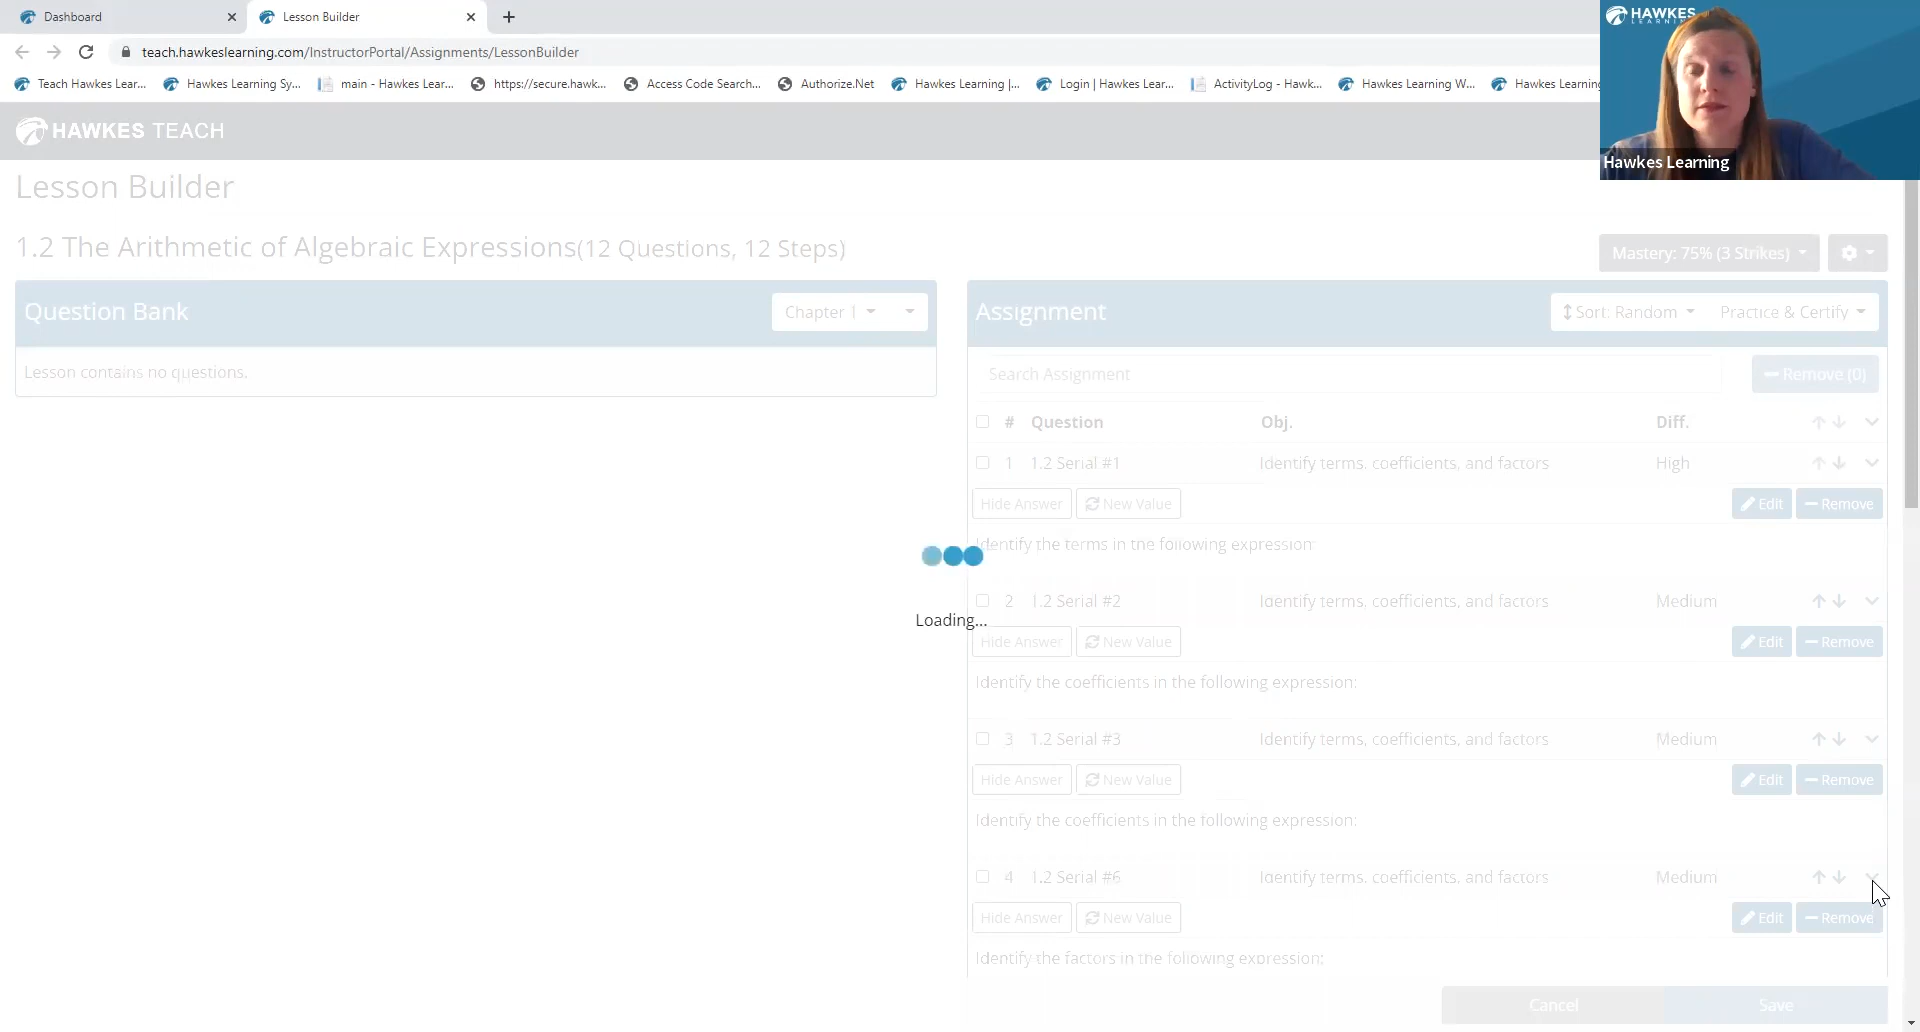 Dashboard
Lesson Builder
teach.hawkeslearning.com/InstructorPortal/Assignments/LessonBuilder
Teach Hawkes Lear...
Hawkes Learning Sy...
main - Hawkes Lear...
https://secure.hawk...
Access Code Search...
Authorize.Net
Hawkes Learning |...
Login | Hawkes Lear...
ActivityLog - Hawk...
Hawkes Learning W...
Hawkes Learning
HAWKES
LEARNING
Hawkes Learning
HAWKES TEACH
Lesson Builder
1.2 The Arithmetic of Algebraic Expressions(12 Questions, 12 Steps)
Mastery: 75% (3 Strikes)
Question Bank
Chapter 1
Lesson contains no questions.
Assignment
Sort: Random
Practice & Certify
Search Assignment
Remove (0)
# Question Obj. Diff.
1 1.2 Serial #1 Identify terms, coefficients, and factors High
Hide Answer New Value Edit Remove
Identify the terms in the following expression:
Loading...
2 1.2 Serial #2 Identify terms, coefficients, and factors Medium
Hide Answer New Value Edit Remove
Identify the coefficients in the following expression:
3 1.2 Serial #3 Identify terms, coefficients, and factors Medium
Hide Answer New Value Edit Remove
Identify the coefficients in the following expression:
4 1.2 Serial #6 Identify terms, coefficients, and factors Medium
Hide Answer New Value Edit Remove
Identify the factors in the following expression:
Cancel
Save